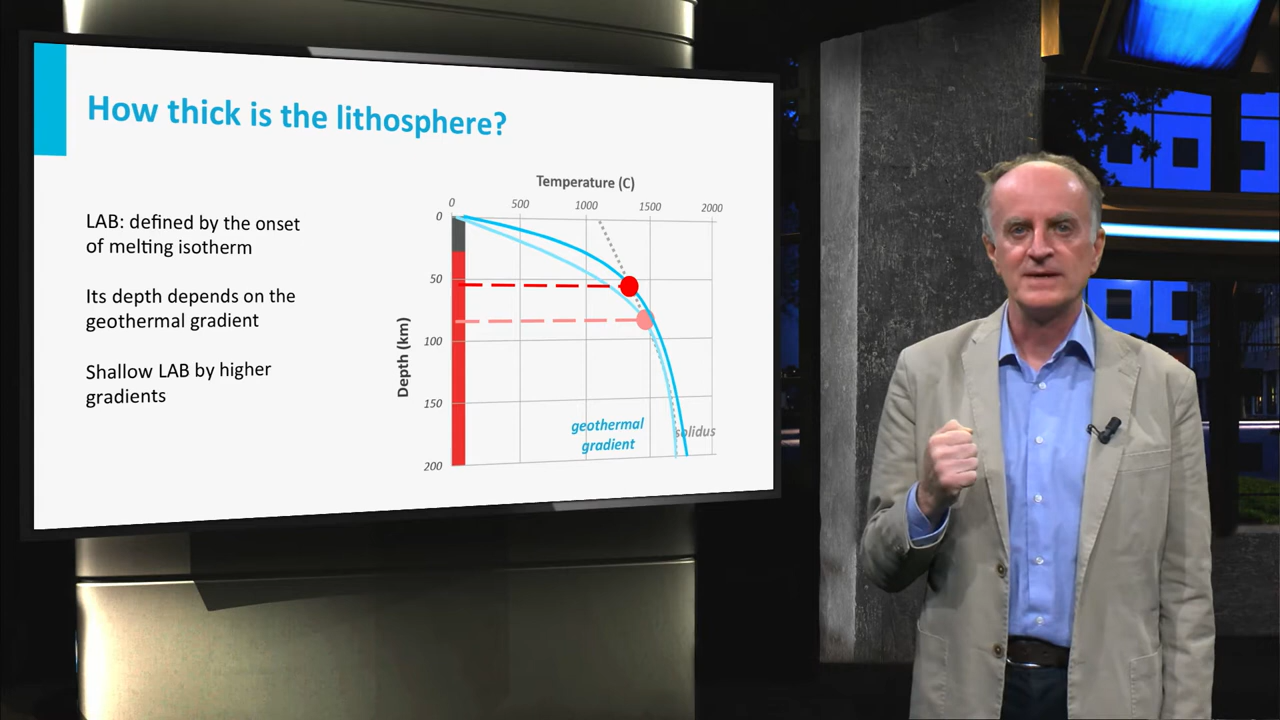 How thick is the lithosphere?
LAB: defined by the onset
of melting isotherm
Its depth depends on the
geothermal gradient
Shallow LAB by higher
gradients
Temperature (C)
0 500 1000 1500 2000
0
50
100
150
200
Depth (km)
geothermal
gradient
solidus